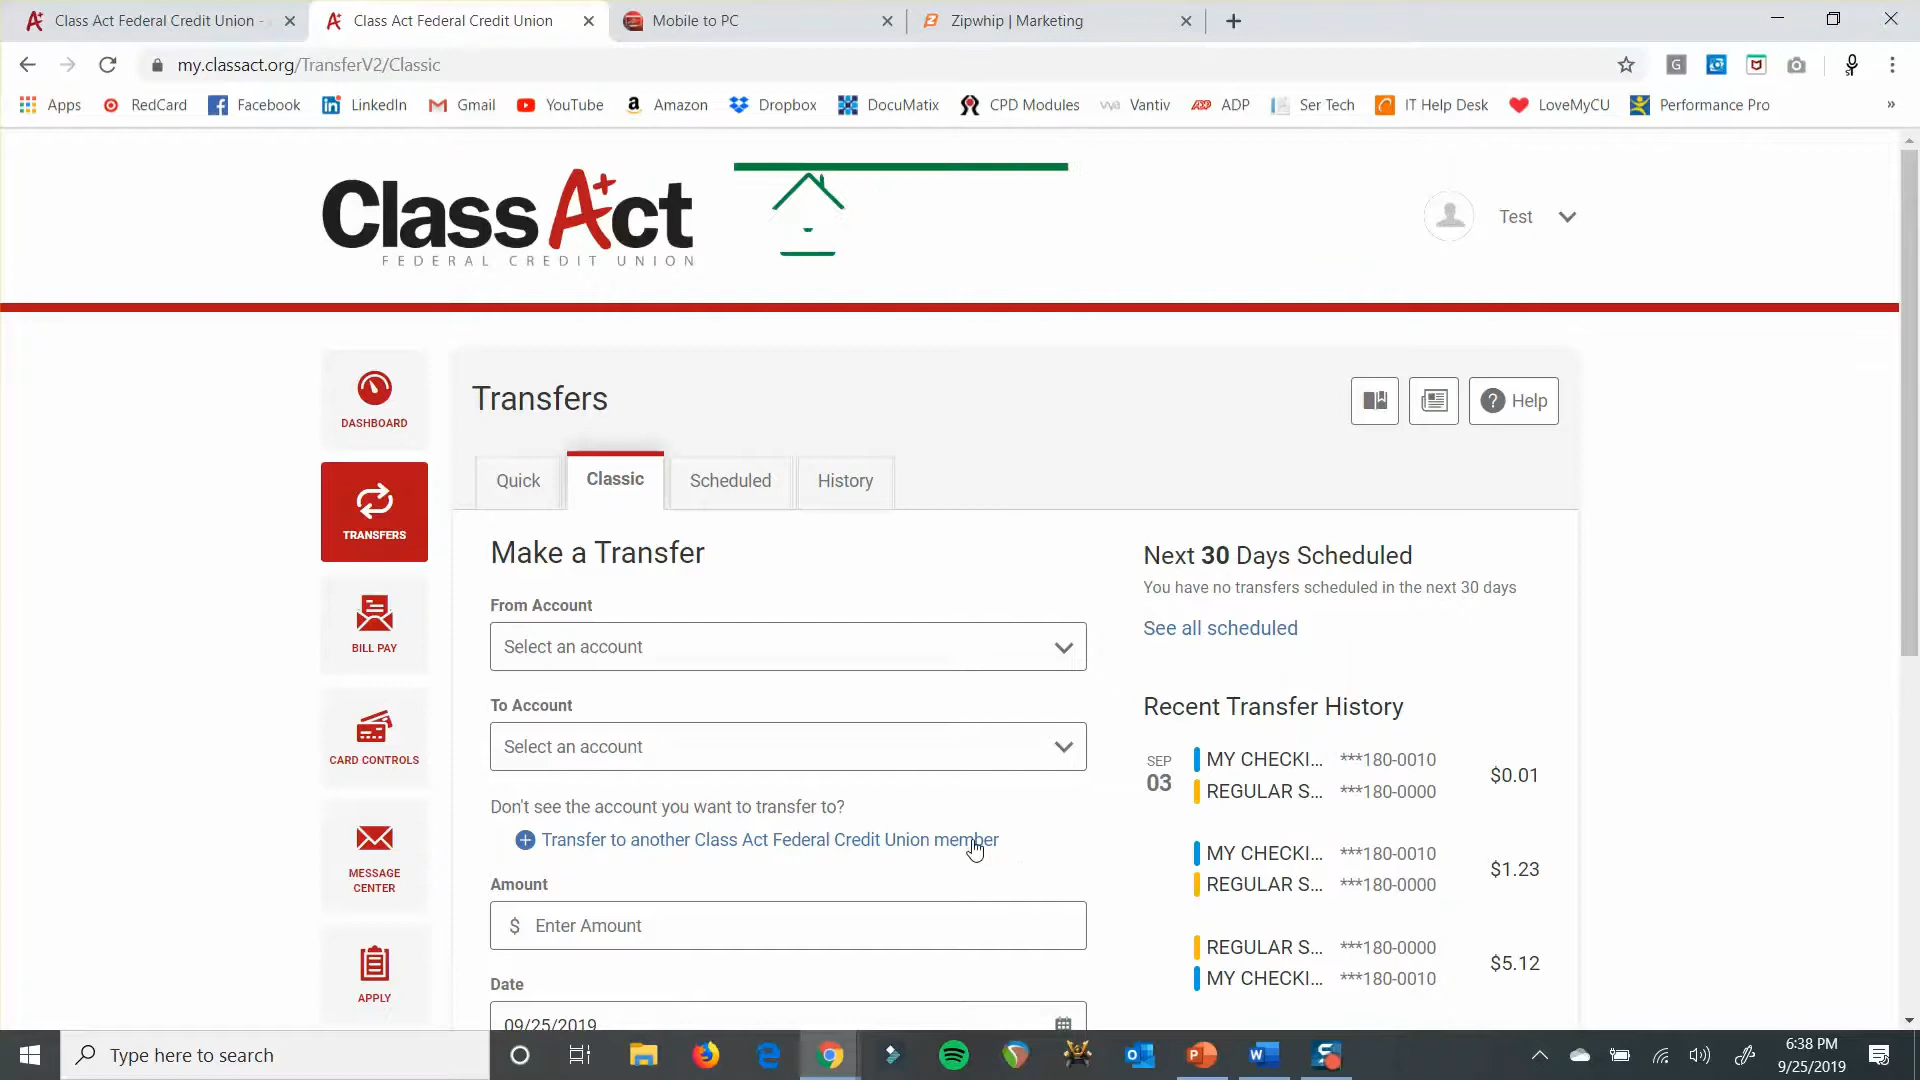 Class Act Federal Credit Union -
Class Act Federal Credit Union
Mobile to PC
Zipwhip | Marketing
my.classact.org/TransferV2/Classic
Apps
RedCard
Facebook
LinkedIn
Gmail
YouTube
Amazon
Dropbox
DocuMatix
CPD Modules
Vantiv
ADP
Ser Tech
IT Help Desk
LoveMyCU
Performance Pro
»
Class A+ct
FEDERAL CREDIT UNION
Test
DASHBOARD
TRANSFERS
BILL PAY
CARD CONTROLS
MESSAGE
CENTER
APPLY
Transfers
Help
Quick
Classic
Scheduled
History
Make a Transfer
From Account
Select an account
To Account
Select an account
Don't see the account you want to transfer to?
Transfer to another Class Act Federal Credit Union member
Amount
$ Enter Amount
Date
09/25/2019
Next 30 Days Scheduled
You have no transfers scheduled in the next 30 days
See all scheduled
Recent Transfer History
SEP
03
MY CHECKI... ***180-0010
REGULAR S... ***180-0000
$0.01
MY CHECKI... ***180-0010
REGULAR S... ***180-0000
$1.23
REGULAR S... ***180-0000
MY CHECKI... ***180-0010
$5.12
Type here to search
6:38 PM
9/25/2019